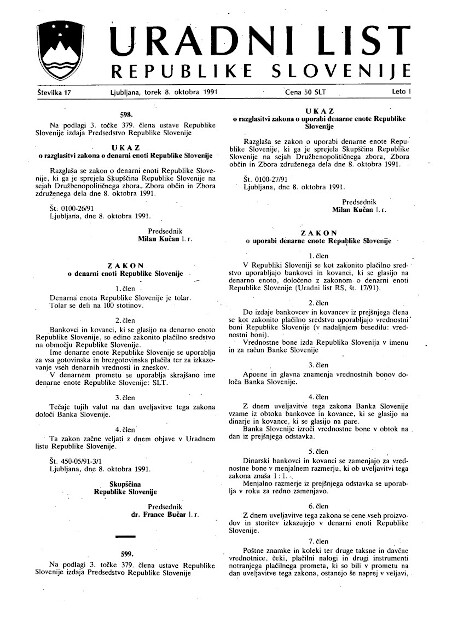 URADNI LIST
REPUBLIKE SLOVENIJE
Številka 17 Ljubljana, torek 8. oktobra 1991 Cena 50 SLT Leto I
598.
Na podlagi 3. točke 379. člena ustave Republike
Slovenije izdaja Predsedstvo Republike Slovenije
UKAZ
o razglasitvi zakona o denarni enoti Republike Slovenije
Razglaša se zakon o denarni enoti Republike Slove-
nije, ki ga je sprejela Skupščina Republike Slovenije na
sejah Družbenopolitičnega zbora, Zbora občin in Zbora
združenega dela dne 8. oktobra 1991.
Št. 0100-26/91
Ljubljana, dne 8. oktobra 1991.
Predsednik
Milan Kučan l. r.
ZAKON
o denarni enoti Republike Slovenije
1. člen
Denarna enota Republike Slovenije je tolar.
Tolar se deli na 100 stotinov.
2. člen
Bankovci in kovanci, ki se glasijo na denarno enoto
Republike Slovenije, so edino zakonito plačilno sredstvo
na območju Republike Slovenije.
Ime denarne enote Republike Slovenije se uporablja
za vsa gotovinska in brezgotovinska plačila ter za izkazo-
vanje vseh denarnih vrednosti in zneskov.
V denarnem prometu se uporablja skrajšano ime
denarne enote Republike Slovenije: SLT.
3. člen
Tečaje tujih valut na dan uveljavitve tega zakona
določi Banka Slovenije.
4. člen
Ta zakon začne veljati z dnem objave v Uradnem
listu Republike Slovenije.
Št. 450-05/91-3/1
Ljubljana, dne 8. oktobra 1991.
Skupščina
Republike Slovenije
Predsednik
dr. France Bučar l. r.
599.
Na podlagi 3. točke 379. člena ustave Republike
Slovenije izdaja Predsedstvo Republike Slovenije
UKAZ
o razglasitvi zakona o uporabi denarne enote Republike
Slovenije
Razglaša se zakon o uporabi denarne enote Repu-
blike Slovenije, ki ga je sprejela Skupščina Republike
Slovenije na sejah Družbenopolitičnega zbora, Zbora
občin in Zbora združenega dela dne 8. oktobra 1991.
Št. 0100-27/91
Ljubljana, dne 8. oktobra 1991.
Predsednik
Milan Kučan l. r.
ZAKON
o uporabi denarne enote Republike Slovenije
1. člen
V Republiki Sloveniji se kot zakonito plačilno sred-
stvo uporabljajo bankovci in kovanci, ki se glasijo na
denarno enoto, določeno z zakonom o denarni enoti
Republike Slovenije (Uradni list RS, št. 17/91).
2. člen
Do izdaje bankovcev in kovancev iz prejšnjega člena
se kot zakonito plačilno sredstvo uporabljajo vrednostni
boni Republike Slovenije (v nadaljnjem besedilu: vred-
nostni boni).
Vrednostne bone izda Republika Slovenija v imenu
in za račun Banke Slovenije
3. člen
Apoene in glavna znamenja vrednostnih bonov do-
loča Banka Slovenije.
4. člen
Z dnem uveljavitve tega zakona Banka Slovenije
vzame iz obtoka bankovce in kovance, ki se glasijo na
dinarje in kovance, ki se glasijo na pare.
Banka Slovenije izroči vrednostne bone v obtok na
dan iz prejšnjega odstavka.
5. člen
Dinarski bankovci in kovanci se zamenjajo za vred-
nostne bone v menjalnem razmerju, ki ob uveljavitvi tega
zakona znaša 1 : 1.
Menjalno razmerje iz prejšnjega odstavka se uporab-
lja v roku za redno zamenjavo.
6. člen
Z dnem uveljavitve tega zakona se cene vseh proizvo-
dov in storitev izkazujejo v denarni enoti Republike
Slovenije.
7. člen
Poštne znamke in koleki ter druge taksne in davčne
vrednotnice, čeki, plačilni nalogi in drugi instrumenti
notranjega plačilnega prometa, ki so bili v prometu na
dan uveljavitve tega zakona, ostanejo še naprej v veljavi,